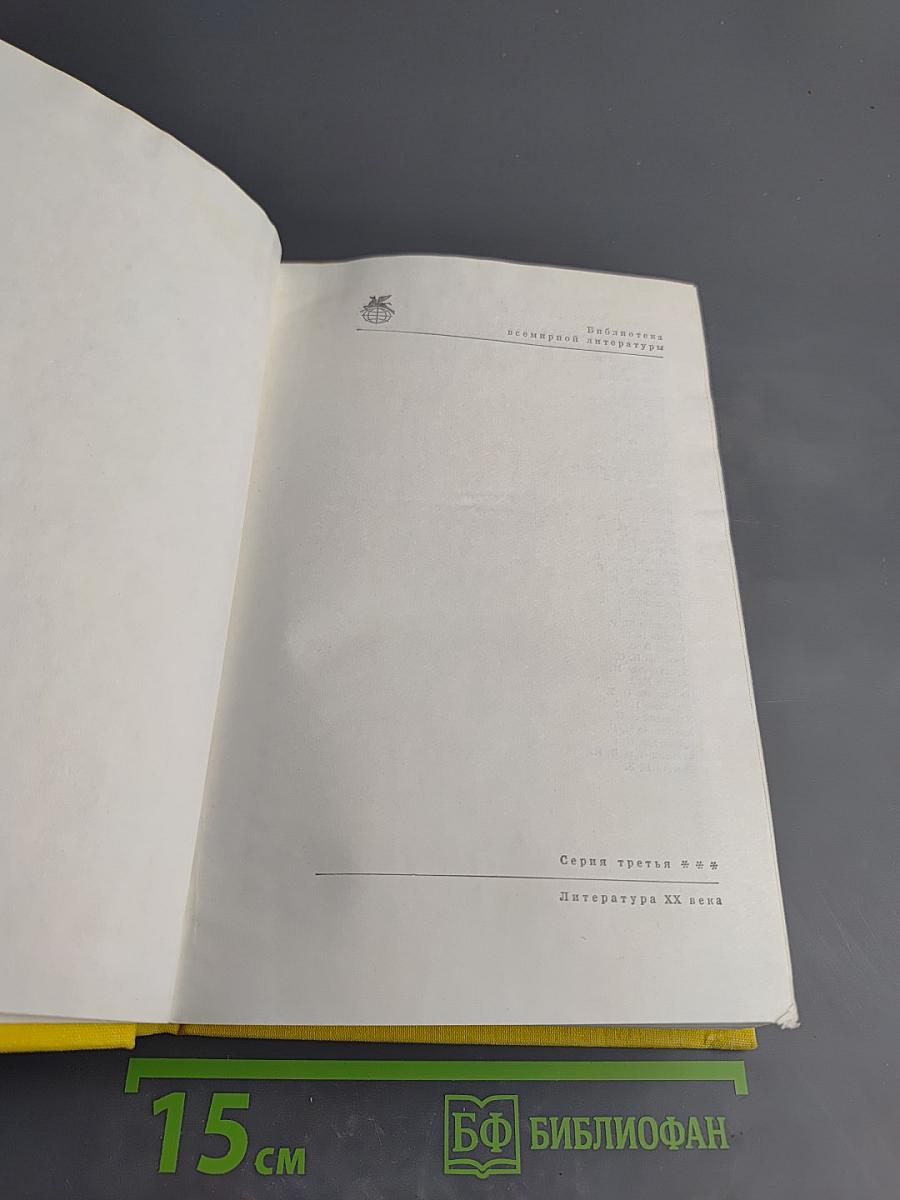 Библиотека
всемирной литературы
Серия третья ***
Литература XX века
15 см
БФ БИБЛИОФАН